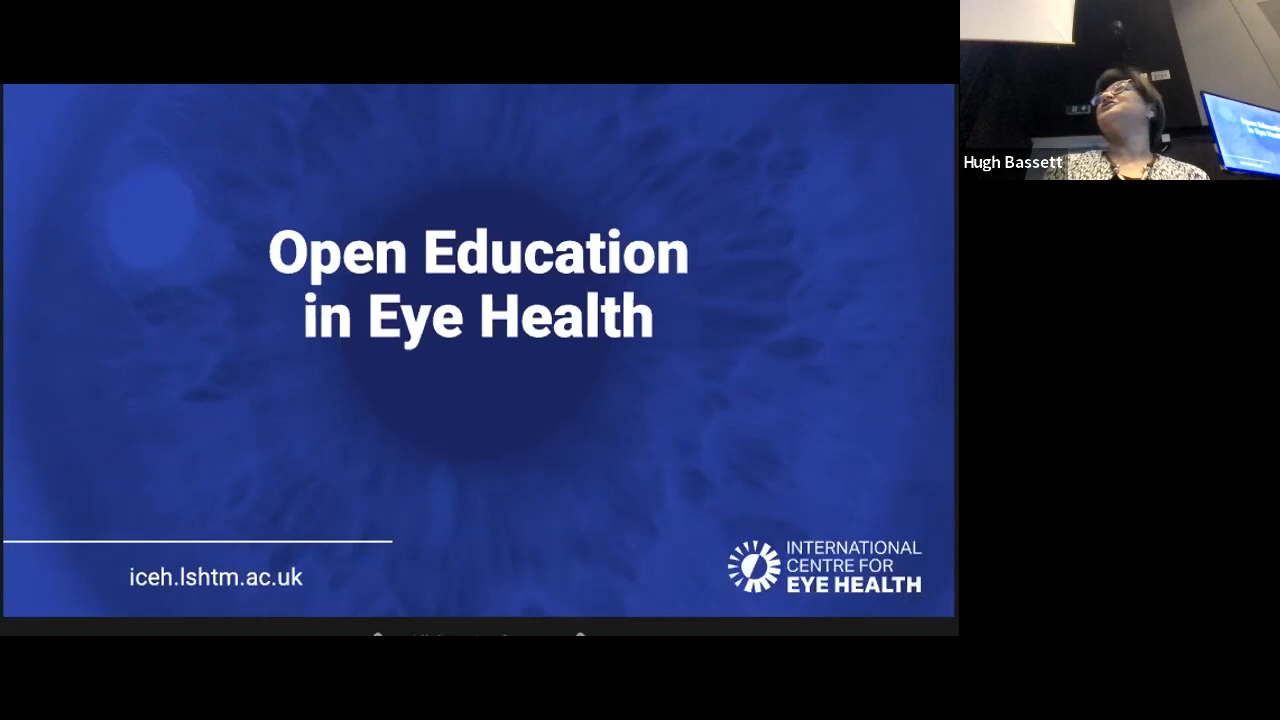 Open Education
in Eye Health
iceh.lshtm.ac.uk
INTERNATIONAL
CENTRE FOR
EYE HEALTH
Hugh Bassett